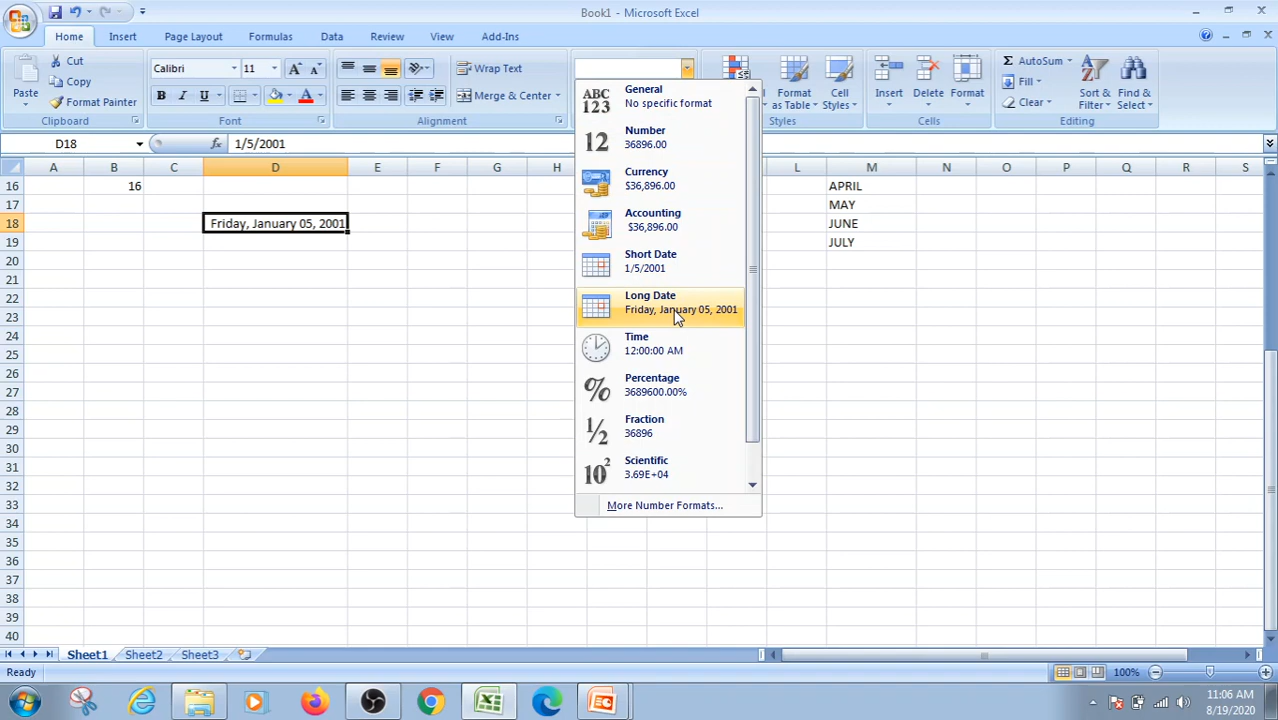 Book1 - Microsoft Excel
Home Insert Page Layout Formulas Data Review View Add-Ins
Paste
Cut
Copy
Format Painter
Calibri 11
B I U A
Wrap Text
Merge & Center
Format as Table
Cell Styles
Insert Delete Format
Σ AutoSum
Fill
Clear
Sort & Filter
Find & Select
Clipboard Font Alignment Styles Cells Editing
D18 fx 1/5/2001
A B C D E F G H L M N O P Q R S
16 16 APRIL
17 MAY
18 Friday, January 05, 2001 JUNE
19 JULY
20
21
22
23
24
25
26
27
28
29
30
31
32
33
34
35
36
37
38
39
40
ABC 123
General
No specific format
12
Number
36896.00
Currency
$36,896.00
Accounting
$36,896.00
Short Date
1/5/2001
Long Date
Friday, January 05, 2001
Time
12:00:00 AM
%
Percentage
3689600.00%
½
Fraction
36896
10²
Scientific
3.69E+04
More Number Formats...
Sheet1 Sheet2 Sheet3
Ready 100%
11:06 AM
8/19/2020